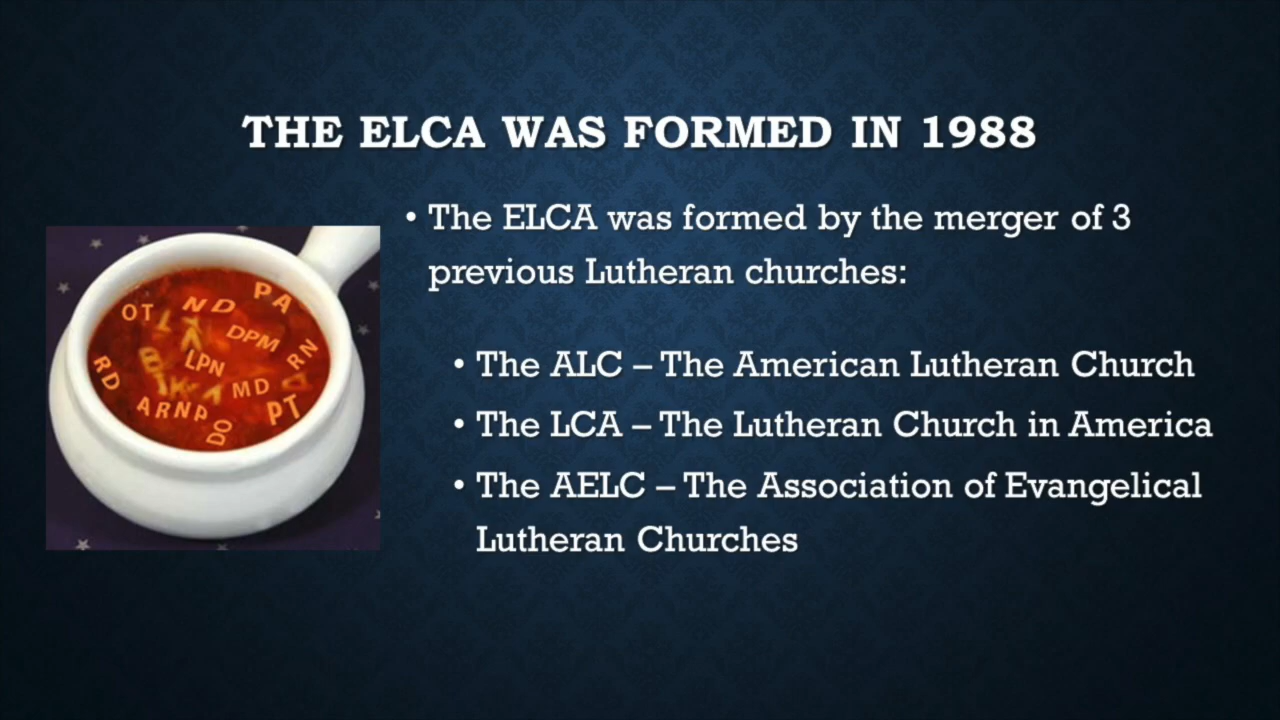 THE ELCA WAS FORMED IN 1988
• The ELCA was formed by the merger of 3
previous Lutheran churches:
• The ALC – The American Lutheran Church
• The LCA – The Lutheran Church in America
• The AELC – The Association of Evangelical
Lutheran Churches
OT ND PA
DPM
RN
LPN
RD
MD
ARNP
PT
DO